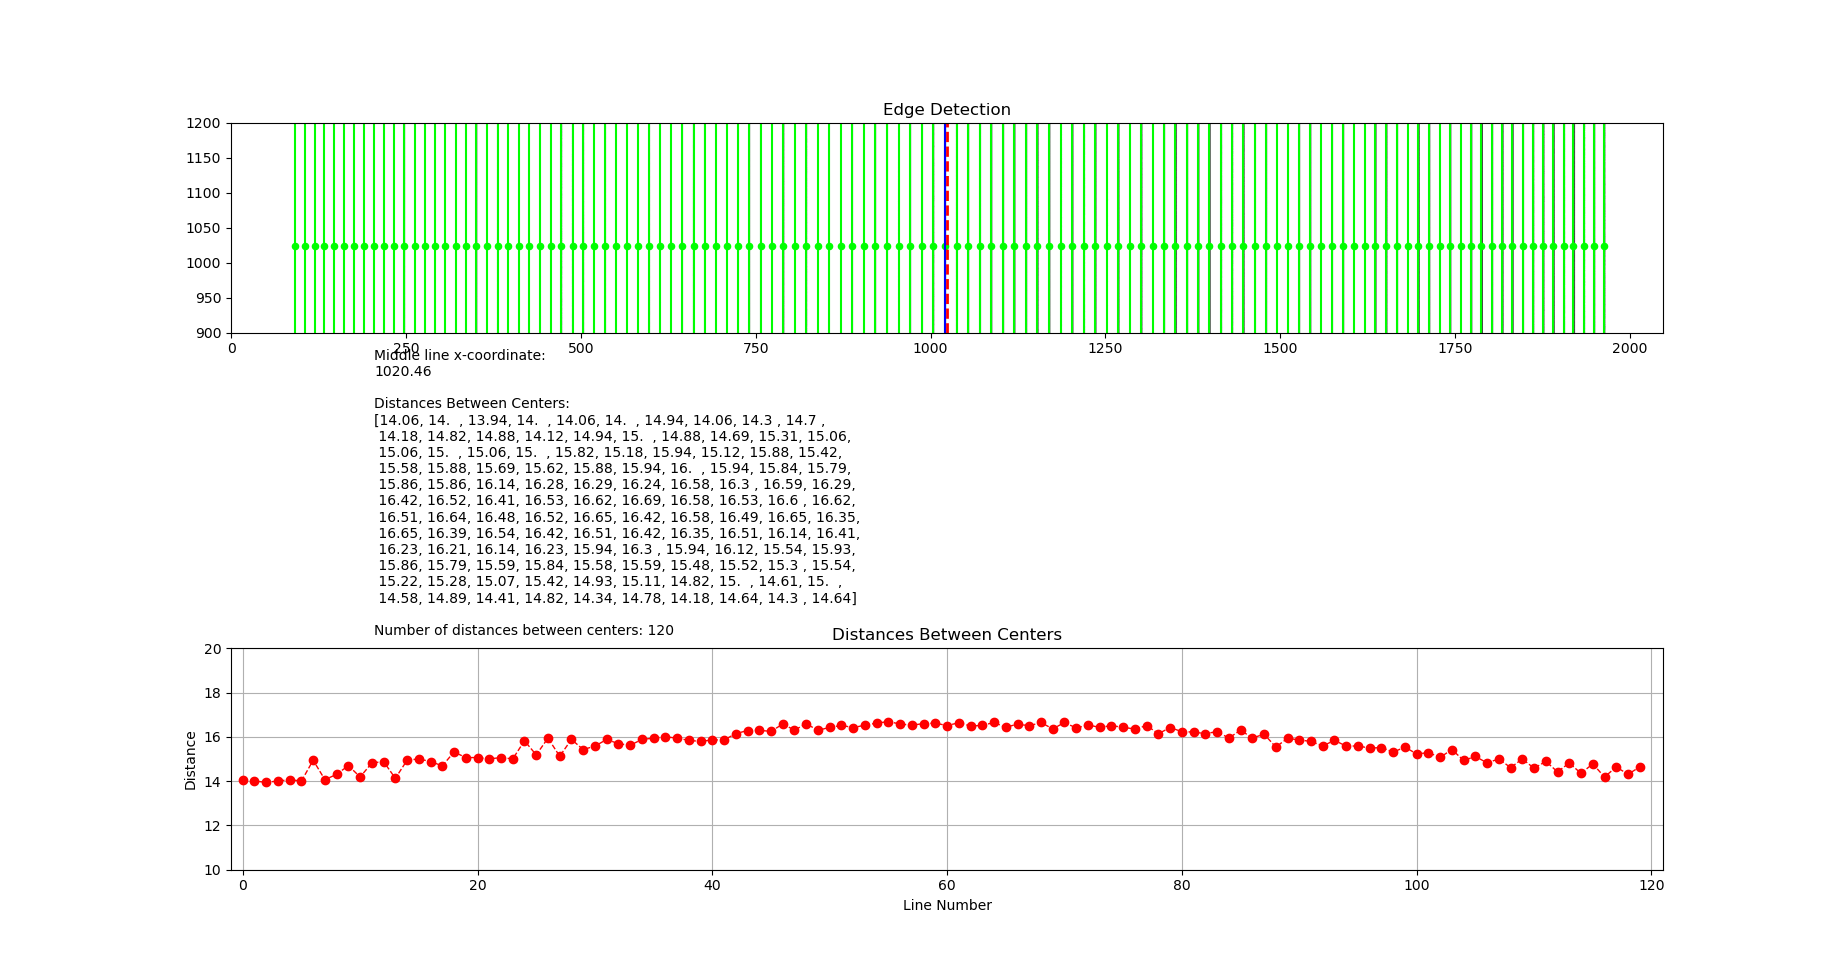 Edge Detection
1200
1150
1100
1050
1000
950
900
0 250 500 750 1000 1250 1500 1750 2000
Middle line x-coordinate:
1020.46
Distances Between Centers:
[14.06, 14.  , 13.94, 14.  , 14.06, 14.  , 14.94, 14.06, 14.3 , 14.7 ,
14.18, 14.82, 14.88, 14.12, 14.94, 15.  , 14.88, 14.69, 15.31, 15.06,
15.06, 15.  , 15.06, 15.  , 15.82, 15.18, 15.94, 15.12, 15.88, 15.42,
15.58, 15.88, 15.69, 15.62, 15.88, 15.94, 16.  , 15.94, 15.84, 15.79,
15.86, 15.86, 16.14, 16.28, 16.29, 16.24, 16.58, 16.3 , 16.59, 16.29,
16.42, 16.52, 16.41, 16.53, 16.62, 16.69, 16.58, 16.53, 16.6 , 16.62,
16.51, 16.64, 16.48, 16.52, 16.65, 16.42, 16.58, 16.49, 16.65, 16.35,
16.65, 16.39, 16.54, 16.42, 16.51, 16.42, 16.35, 16.51, 16.14, 16.41,
16.23, 16.21, 16.14, 16.23, 15.94, 16.3 , 15.94, 16.12, 15.54, 15.93,
15.86, 15.79, 15.59, 15.84, 15.58, 15.59, 15.48, 15.52, 15.3 , 15.54,
15.22, 15.28, 15.07, 15.42, 14.93, 15.11, 14.82, 15.  , 14.61, 15.  ,
14.58, 14.89, 14.41, 14.82, 14.34, 14.78, 14.18, 14.64, 14.3 , 14.64]
Number of distances between centers: 120
Distances Between Centers
20
18
16
14
12
10
Distance
0 20 40 60 80 100 120
Line Number